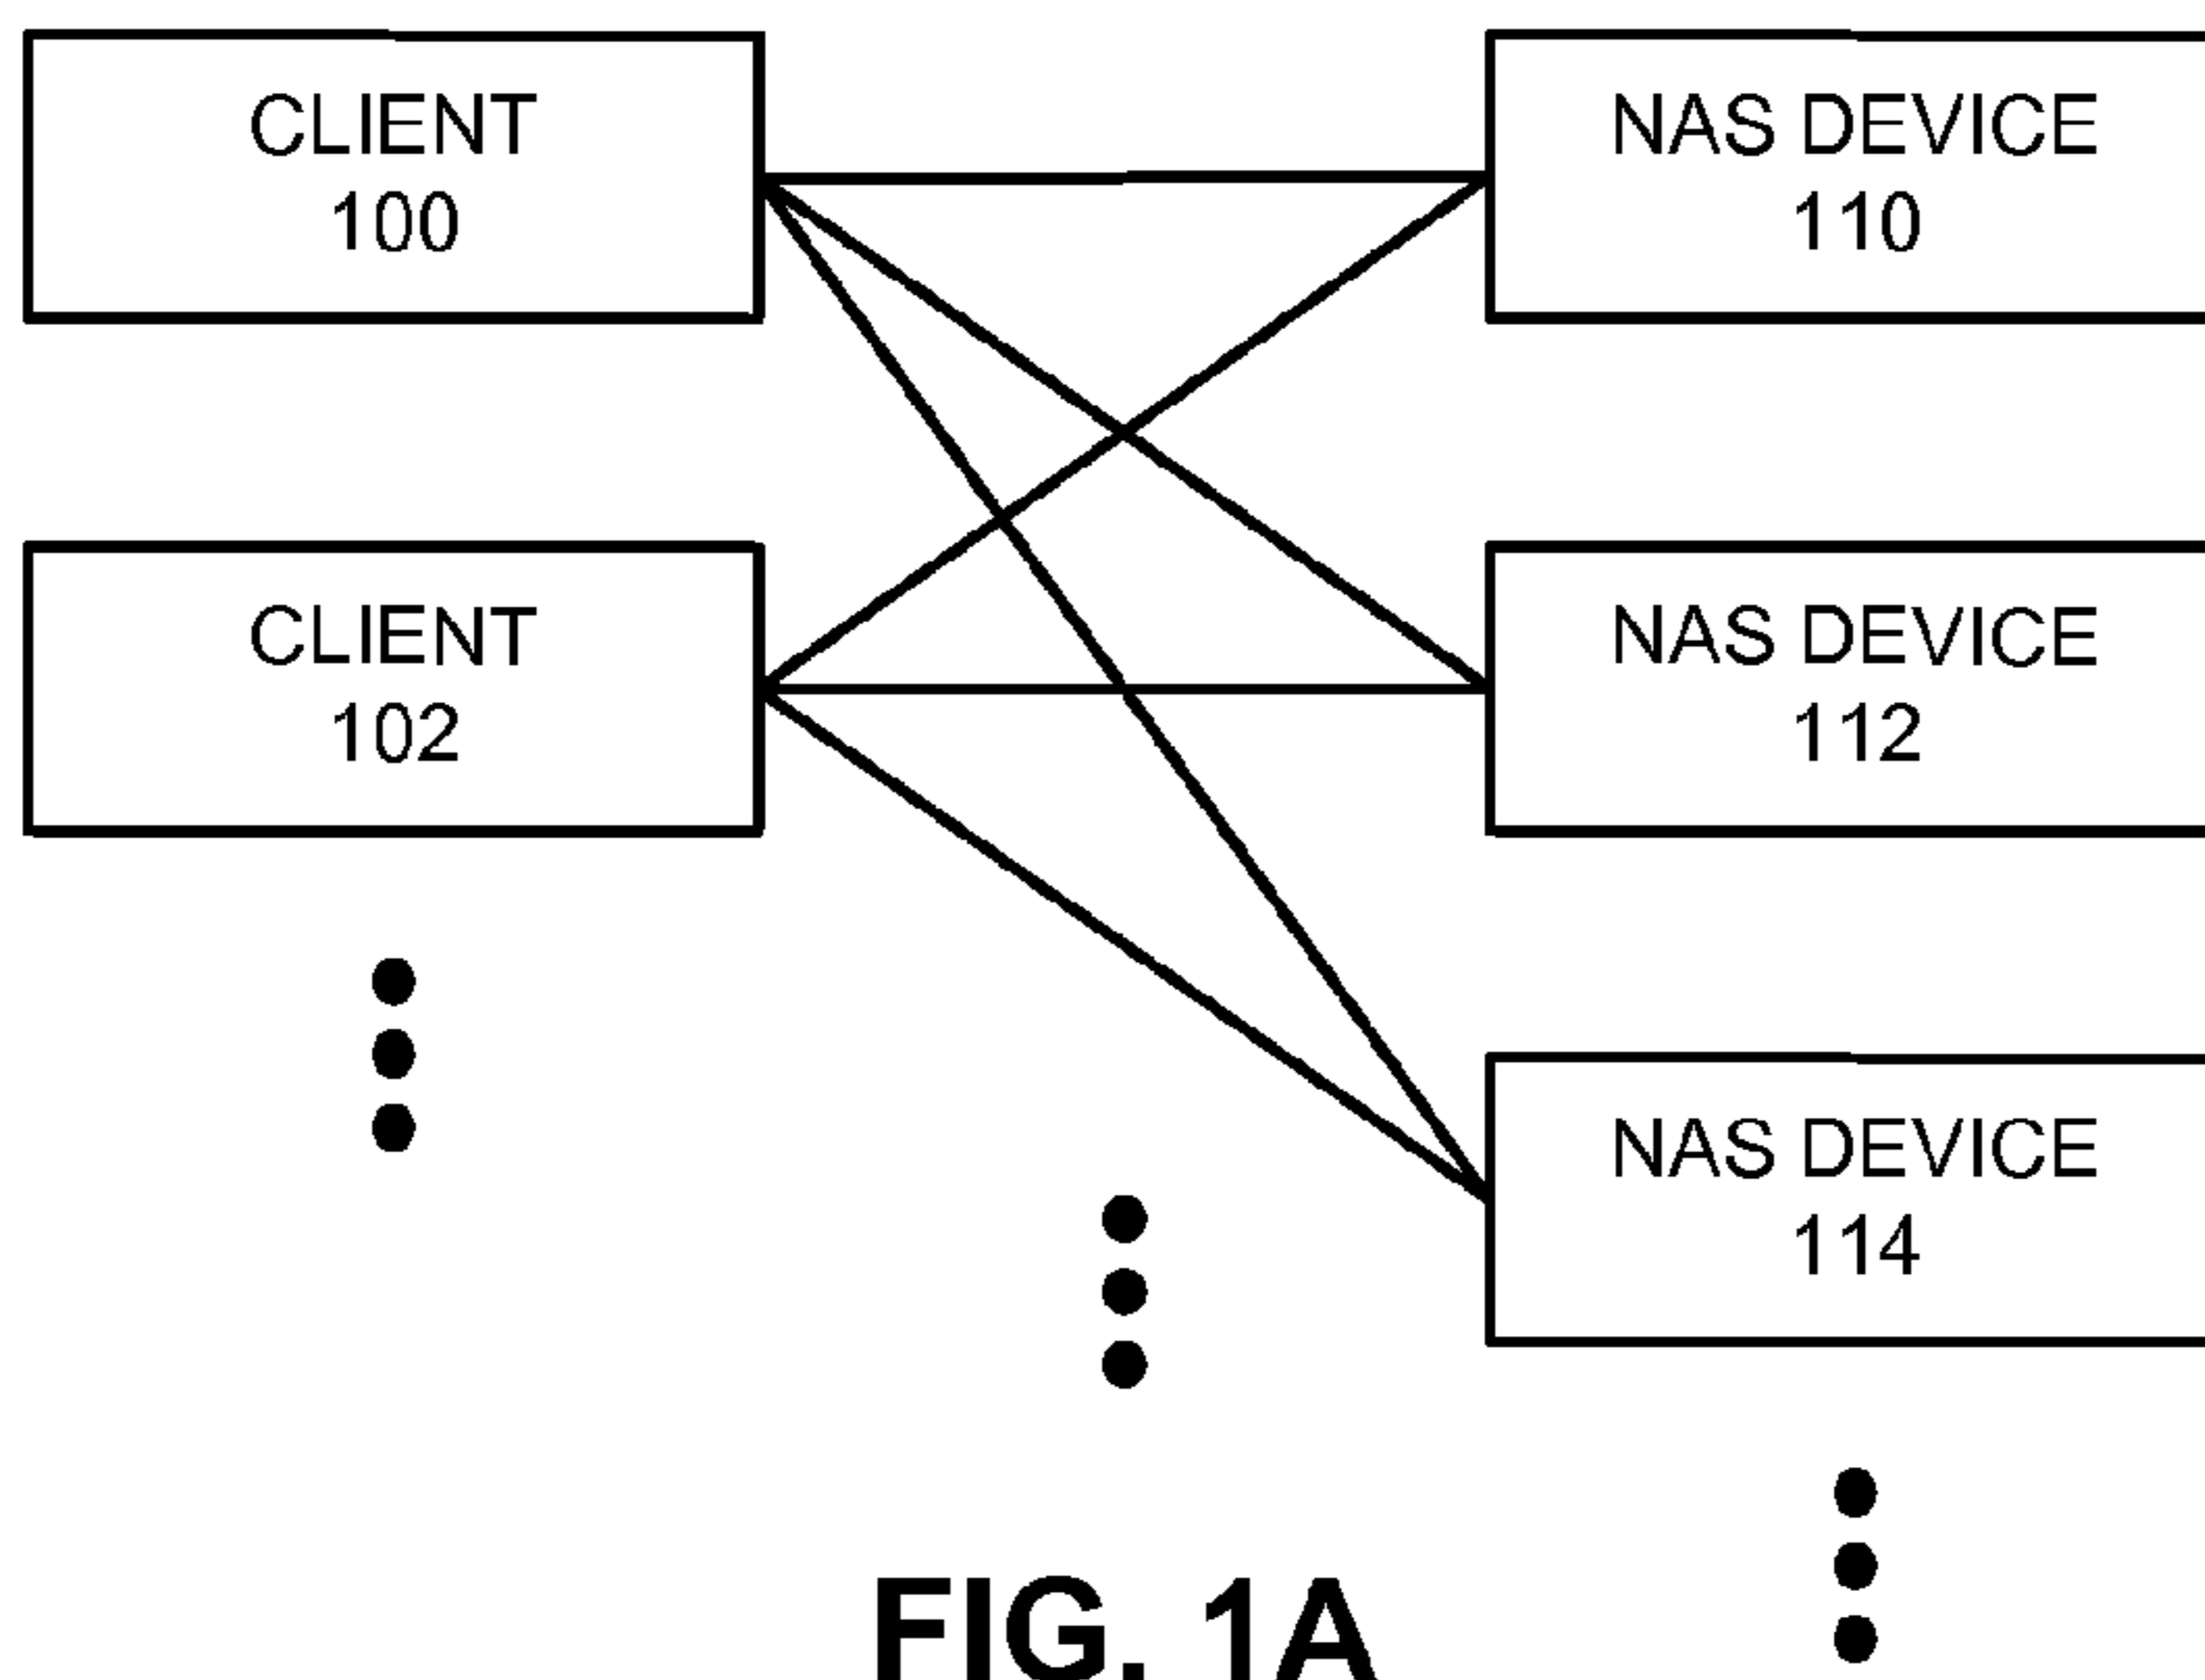 CLIENT
100
NAS DEVICE
110
CLIENT
102
NAS DEVICE
112
NAS DEVICE
114
FIG. 1A